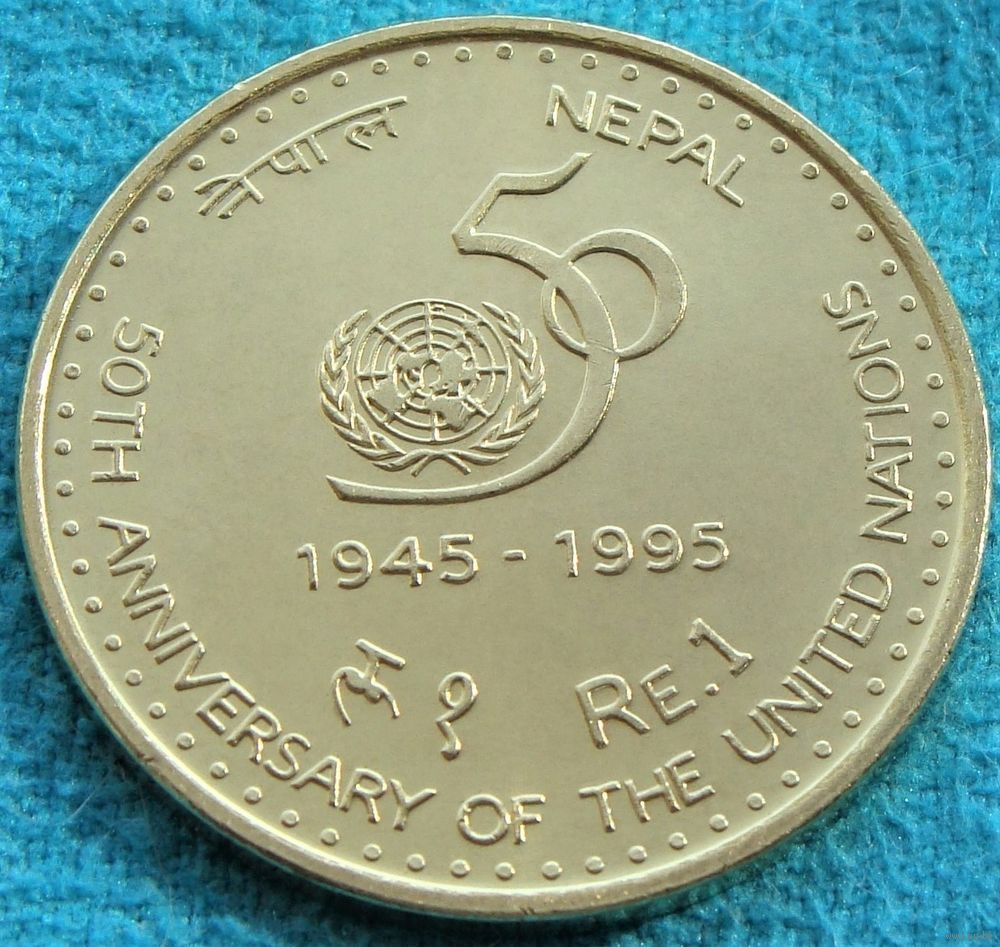 नेपाल
NEPAL
50
1945 - 1995
रू १
RE. 1
50TH ANNIVERSARY OF THE UNITED NATIONS